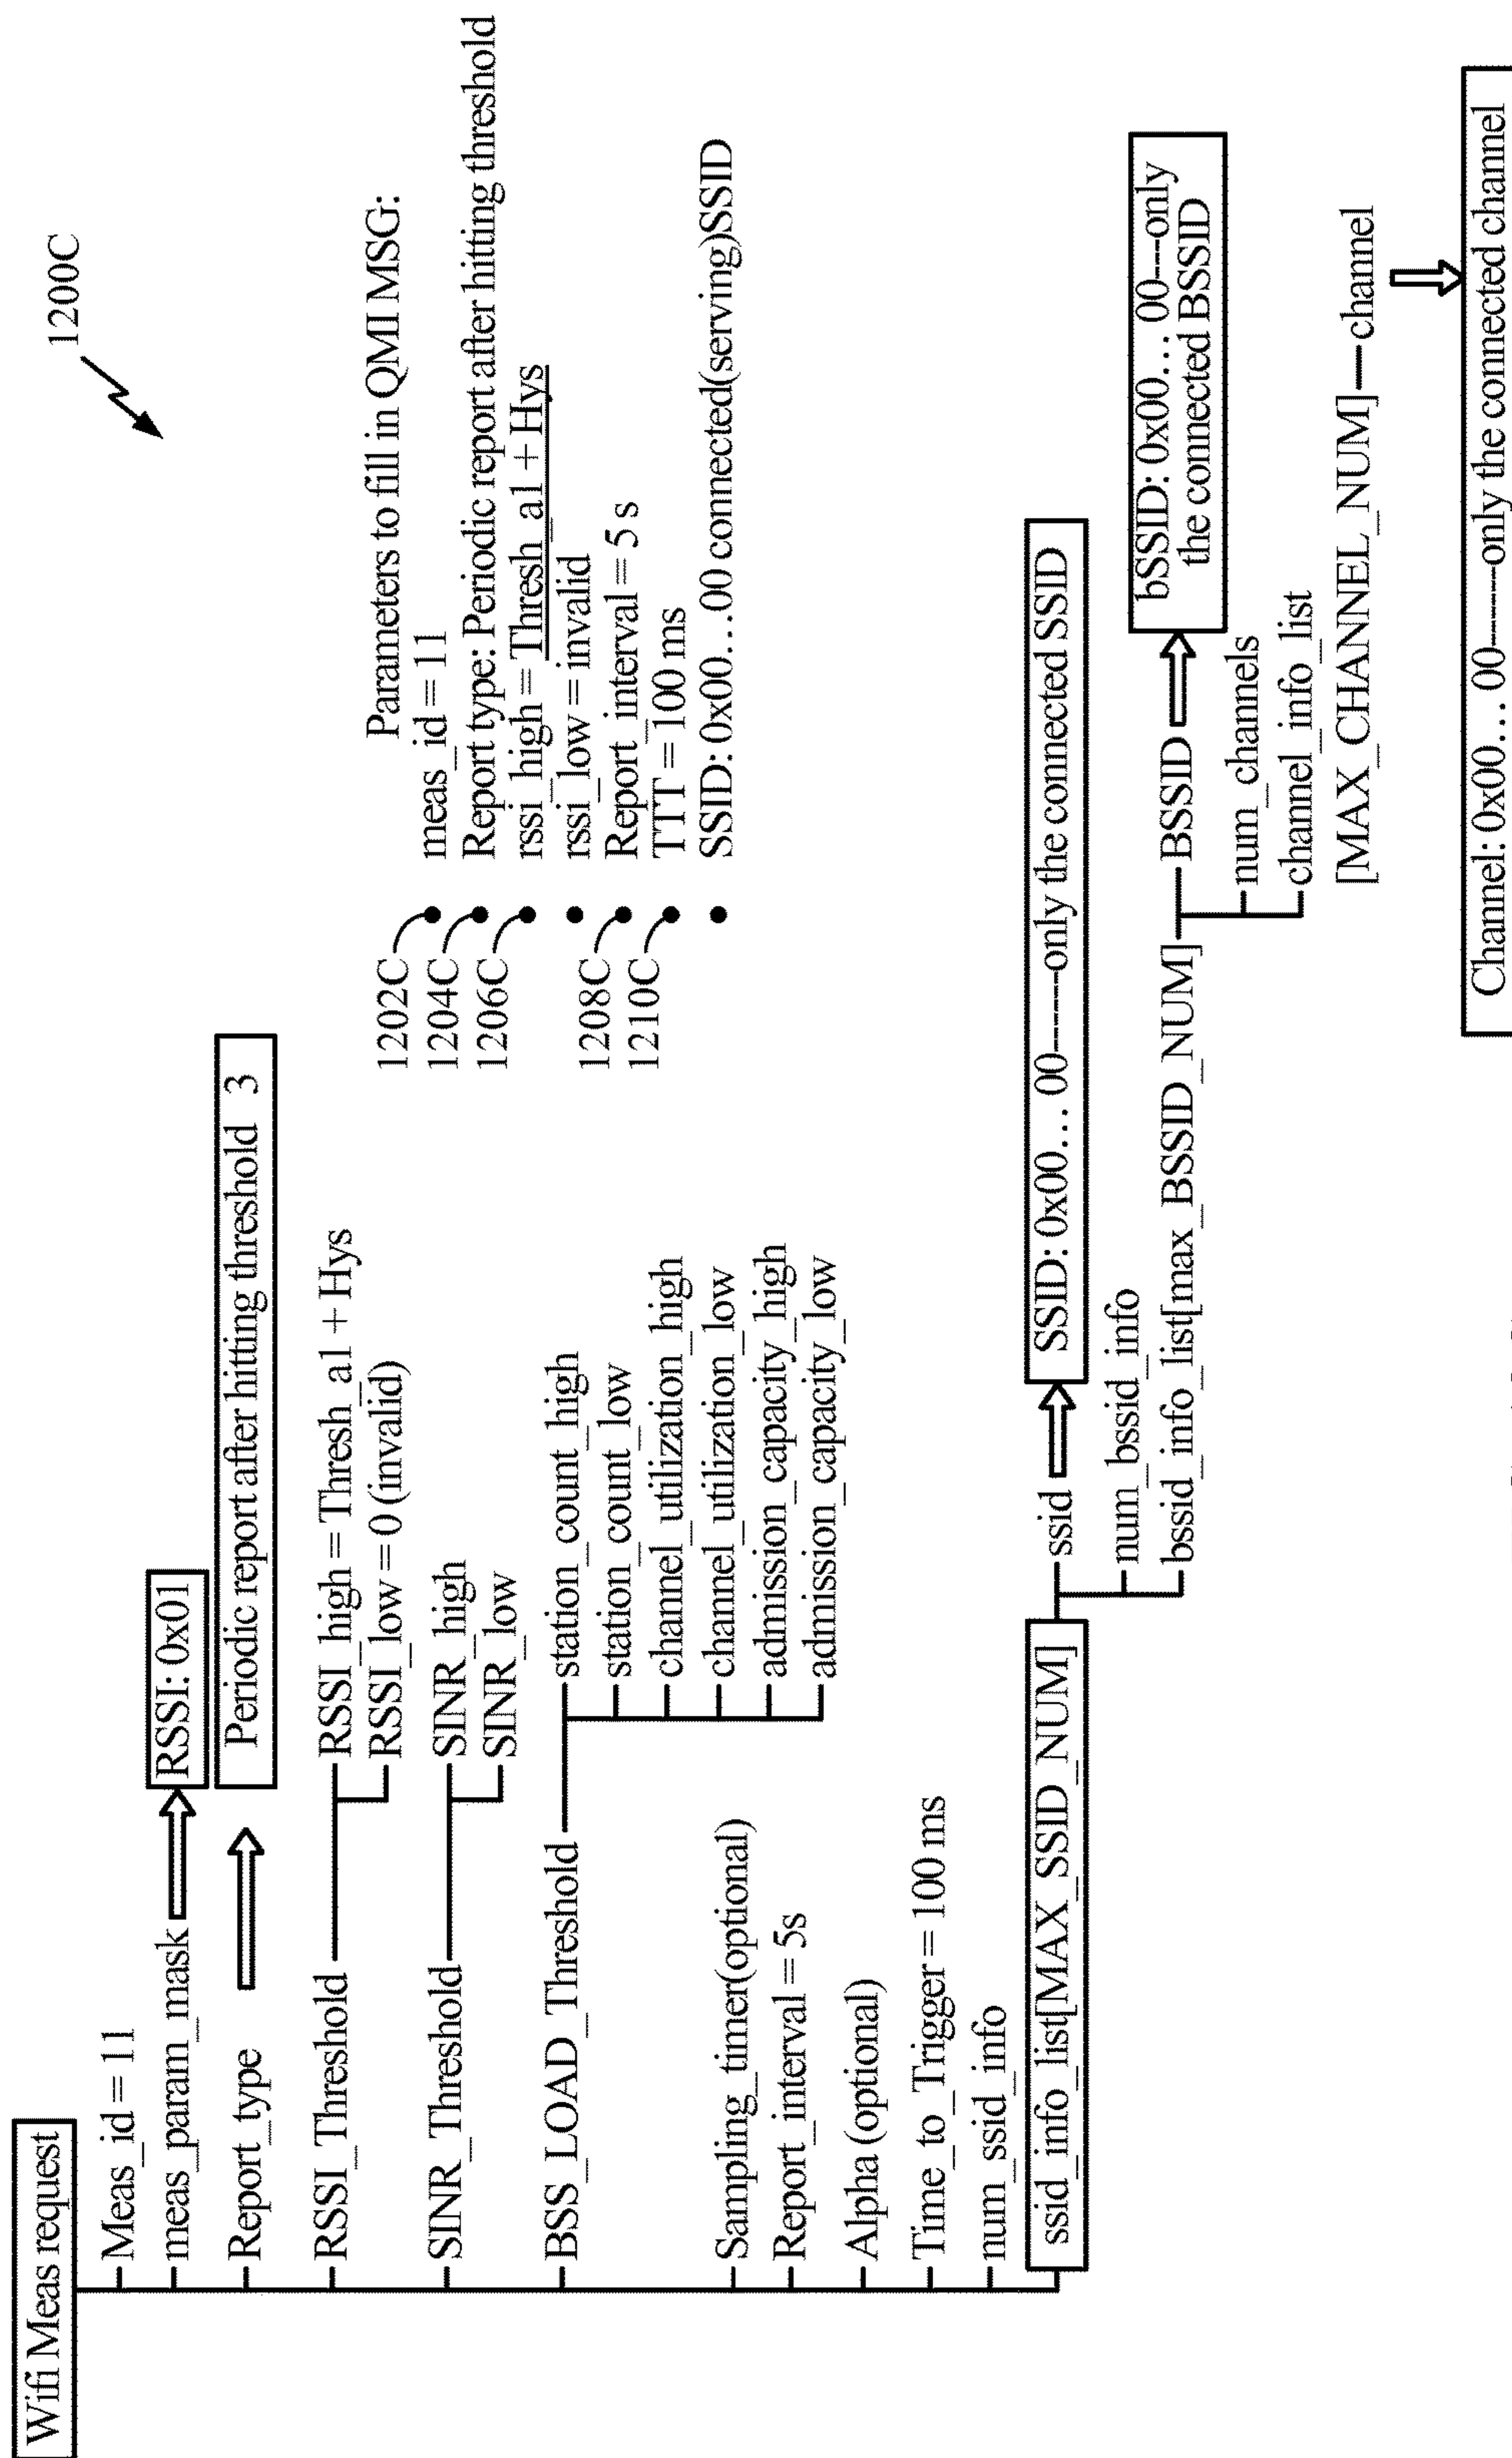 1200C
Wifi Meas request
Meas_id = 11
meas_param_mask
RSSI: 0x01
Report_type
Periodic report after hitting threshold 3
RSSI_Threshold
RSSI_high = Thresh_a1 + Hys
RSSI_low = 0 (invalid)
SINR_Threshold
SINR_high
SINR_low
BSS_LOAD_Threshold
station_count_high
station_count_low
channel_utilization_high
channel_utilization_low
admission_capacity_high
admission_capacity_low
Sampling_timer(optional)
Report_interval = 5s
Alpha (optional)
Time_to_Trigger = 100 ms
num_ssid_info
ssid_info_list[MAX_SSID_NUM]
Parameters to fill in QMI MSG:
1202C
meas_id = 11
1204C
Report type: Periodic report after hitting threshold
1206C
rssi_high = Thresh_a1 + Hys
rssi_low = invalid
1208C
Report_interval = 5 s
1210C
TTT = 100 ms
SSID: 0x00…00 connected(serving)SSID
ssid
SSID: 0x00… 00------only the connected SSID
num_bssid_info
bssid_info_list[max_BSSID_NUM]
BSSID
bSSID: 0x00… 00---only
the connected BSSID
num_channels
channel_info_list
[MAX_CHANNEL_NUM]
channel
Channel: 0x00… 00------only the connected channel